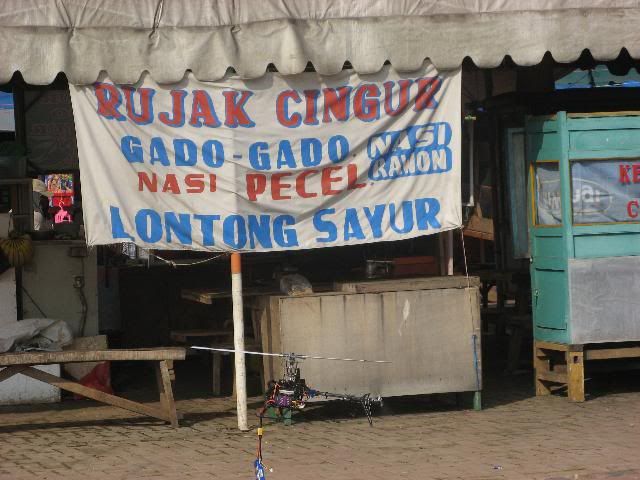 RUJAK CINGUR
GADO-GADO
NASI RAWON
NASI PECEL
LONTONG SAYUR